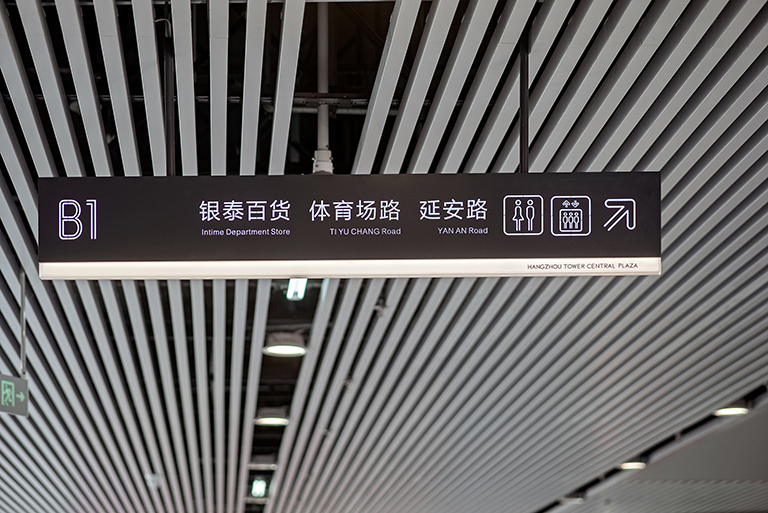 B1
银泰百货 体育场路 延安路
Intime Department Store TI YU CHANG Road YAN AN Road
HANGZHOU TOWER CENTRAL PLAZA